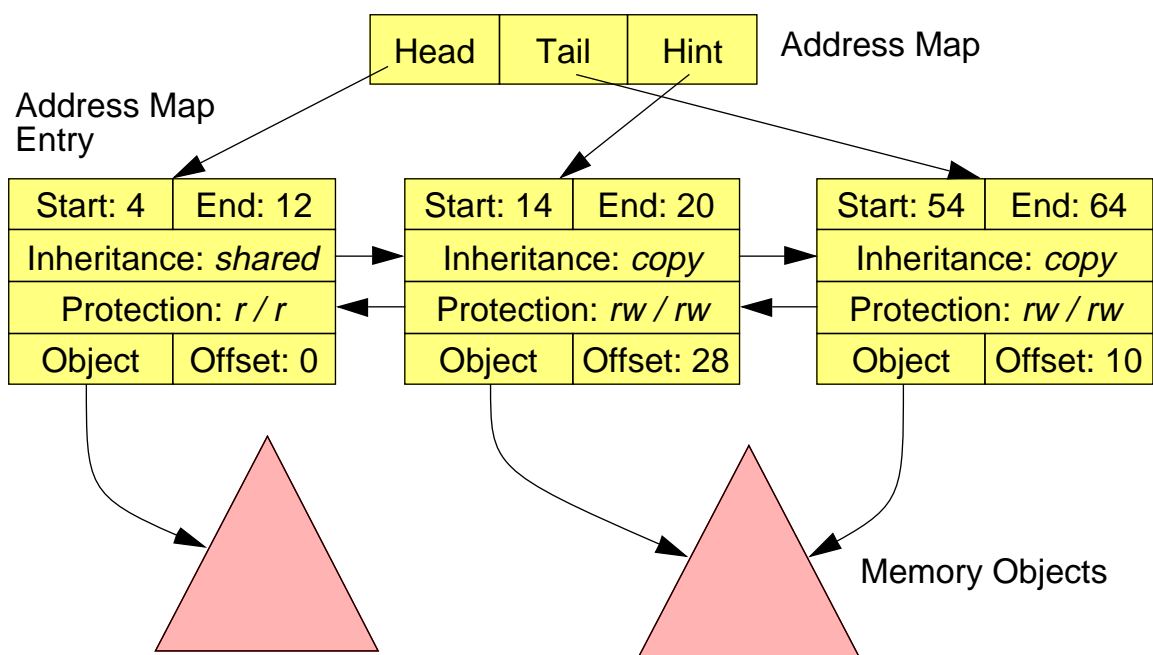 Head Tail Hint
Address Map
Address Map
Entry
Start: 4 End: 12
Inheritance: shared
Protection: r / r
Object Offset: 0
Start: 14 End: 20
Inheritance: copy
Protection: rw / rw
Object Offset: 28
Start: 54 End: 64
Inheritance: copy
Protection: rw / rw
Object Offset: 10
Memory Objects